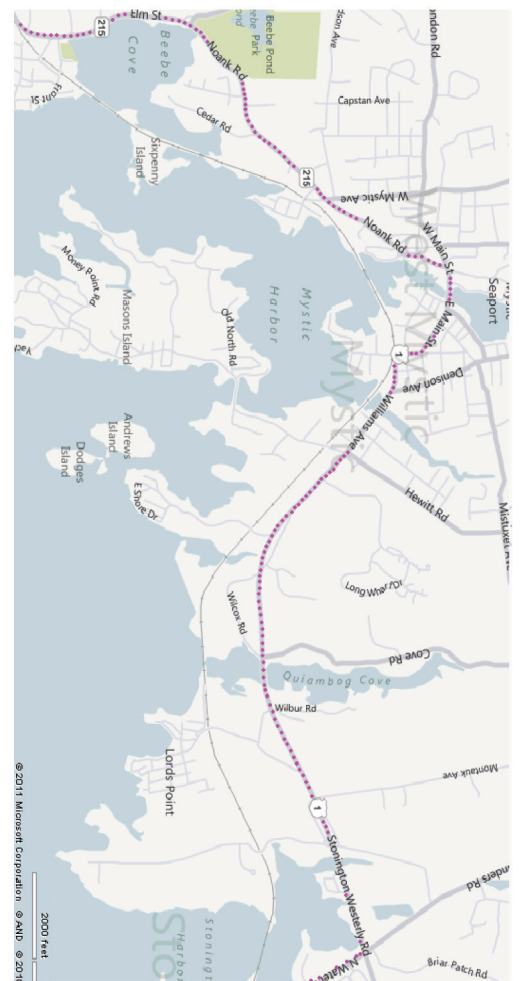 215
Elm St
Beebe
Cove
Noank Rd
Beebe Pond
Beebe Park
Pond
Cedar Rd
Capstan Ave
Sixpenny
Island
215
W Mystic Ave
Noank Rd
W Main St
West Mystic
Seaport
E Main St
Money Point Rd
Masons Island
Old North Rd
Mystic
Harbor
Mystic
1
Denison Ave
Williams Ave
Andrews
Island
Dodges
Island
E Shore Dr
Hewitt Rd
Long Wharf Dr
Wilcox Rd
Cove Rd
Quiambog Cove
Wilbur Rd
Lords Point
Montauk Ave
1
Stonington Westerly Rd
Briar Patch Rd
Harbor
2000 feet
© 2011 Microsoft Corporation © AND